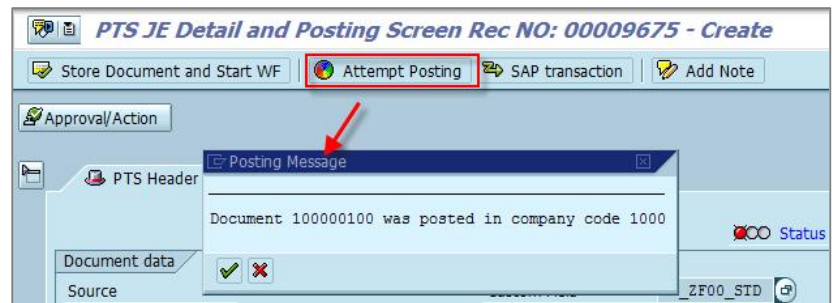 PTS JE Detail and Posting Screen Rec NO: 00009675 - Create
Store Document and Start WF Attempt Posting SAP transaction Add Note
Approval/Action
Posting Message
PTS Header
Document 100000100 was posted in company code 1000
Status
Document data
Source _ZF00_STD